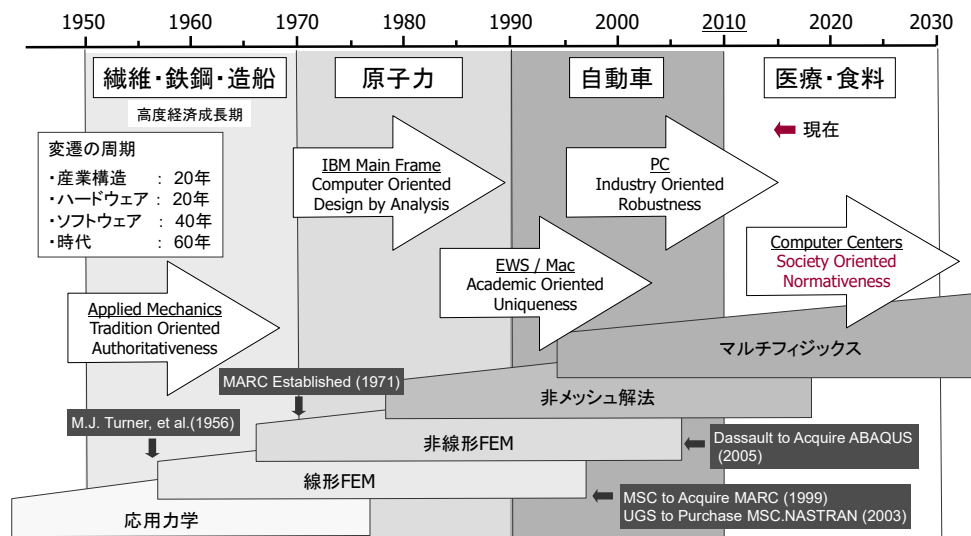 1950
1960
1970
1980
1990
2000
2010
2020
2030
繊維・鉄鋼・造船
原子力
自動車
医療・食料
高度経済成長期
現在
変遷の周期
・産業構造 : 20年
・ハードウェア : 20年
・ソフトウェア : 40年
・時代 : 60年
IBM Main Frame
Computer Oriented
Design by Analysis
PC
Industry Oriented
Robustness
Computer Centers
Society Oriented
Normativeness
EWS / Mac
Academic Oriented
Uniqueness
Applied Mechanics
Tradition Oriented
Authoritativeness
マルチフィジックス
MARC Established (1971)
非メッシュ解法
M.J. Turner, et al.(1956)
非線形FEM
Dassault to Acquire ABAQUS
(2005)
線形FEM
MSC to Acquire MARC (1999)
UGS to Purchase MSC.NASTRAN (2003)
応用力学